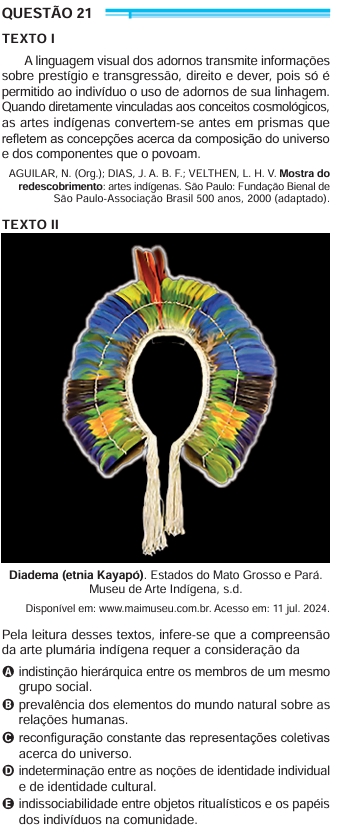 QUESTÃO 21
TEXTO I
A linguagem visual dos adornos transmite informações
sobre prestígio e transgressão, direito e dever, pois só é
permitido ao indivíduo o uso de adornos de sua linhagem.
Quando diretamente vinculadas aos conceitos cosmológicos,
as artes indígenas convertem-se antes em prismas que
refletem as concepções acerca da composição do universo
e dos componentes que o povoam.
AGUILAR, N. (Org.); DIAS, J. A. B. F.; VELTHEN, L. H. V. Mostra do
redescobrimento: artes indígenas. São Paulo: Fundação Bienal de
São Paulo-Associação Brasil 500 anos, 2000 (adaptado).
TEXTO II
Diadema (etnia Kayapó). Estados do Mato Grosso e Pará.
Museu de Arte Indígena, s.d.
Disponível em: www.maimuseu.com.br. Acesso em: 11 jul. 2024.
Pela leitura desses textos, infere-se que a compreensão
da arte plumária indígena requer a consideração da
A indistinção hierárquica entre os membros de um mesmo
grupo social.
B prevalência dos elementos do mundo natural sobre as
relações humanas.
C reconfiguração constante das representações coletivas
acerca do universo.
D indeterminação entre as noções de identidade individual
e de identidade cultural.
E indissociabilidade entre objetos ritualísticos e os papéis
dos indivíduos na comunidade.